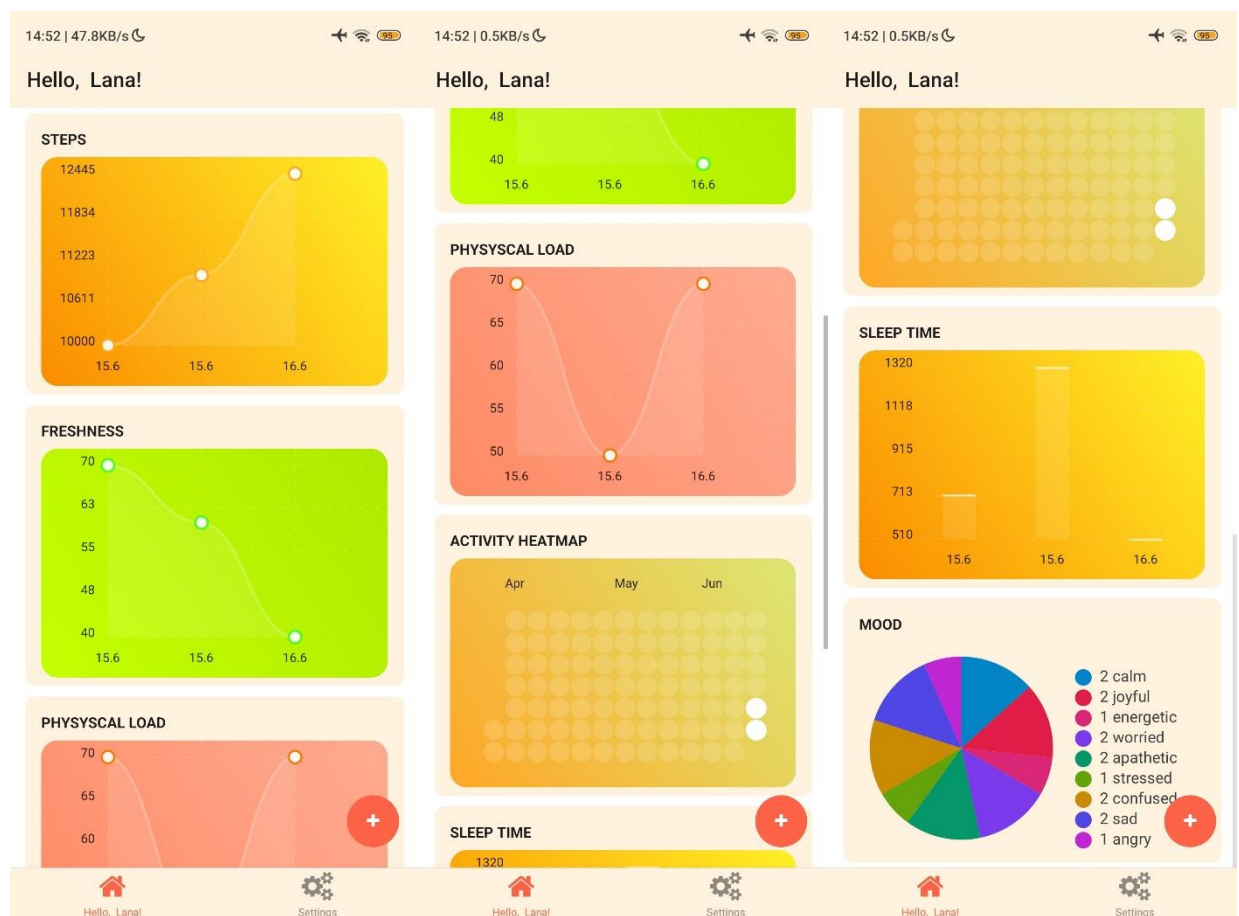 14:52 | 47.8KB/s
95
Hello, Lana!
STEPS
12445
11834
11223
10611
10000
15.6 15.6 16.6
FRESHNESS
70
63
55
48
40
15.6 15.6 16.6
PHYSYSCAL LOAD
70
65
60
+
Hello, Lana! Settings
14:52 | 0.5KB/s
95
Hello, Lana!
48
40
15.6 15.6 16.6
PHYSYSCAL LOAD
70
65
60
55
50
15.6 15.6 16.6
ACTIVITY HEATMAP
Apr May Jun
SLEEP TIME
1320
+
Hello, Lana! Settings
14:52 | 0.5KB/s
95
Hello, Lana!
SLEEP TIME
1320
1118
915
713
510
15.6 15.6 16.6
MOOD
2 calm
2 joyful
1 energetic
2 worried
2 apathetic
1 stressed
2 confused
2 sad
1 angry
+
Hello, Lana! Settings